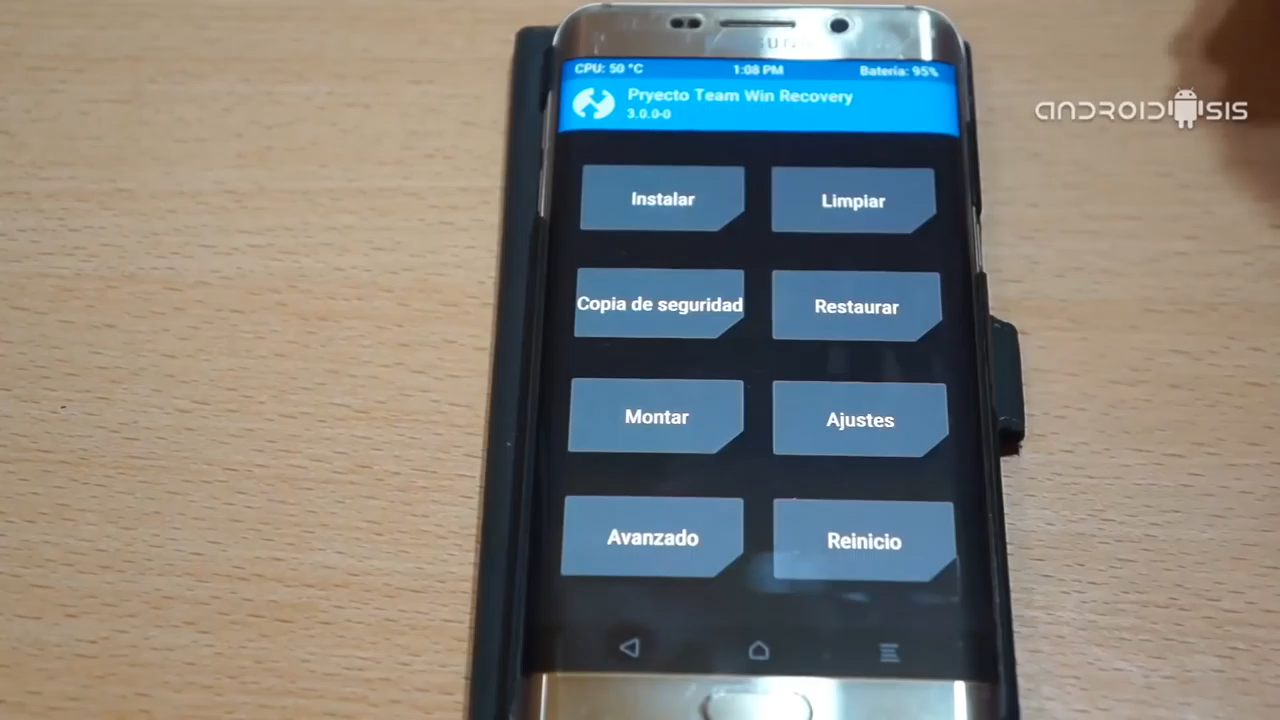 CPU: 50 °C 1:08 PM Batería: 95%
Pryecto Team Win Recovery
3.0.0-0
Instalar Limpiar
Copia de seguridad Restaurar
Montar Ajustes
Avanzado Reinicio
ANDROIDSIS